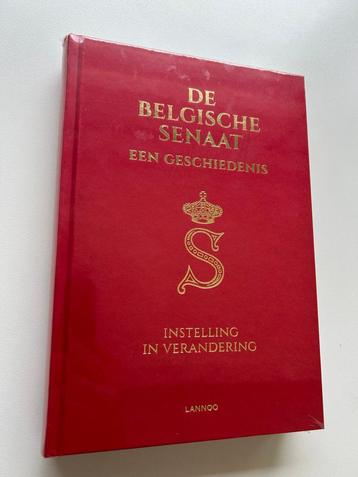 DE
BELGISCHE
SENAAT
EEN GESCHIEDENIS
S
INSTELLING
IN VERANDERING
LANNOO